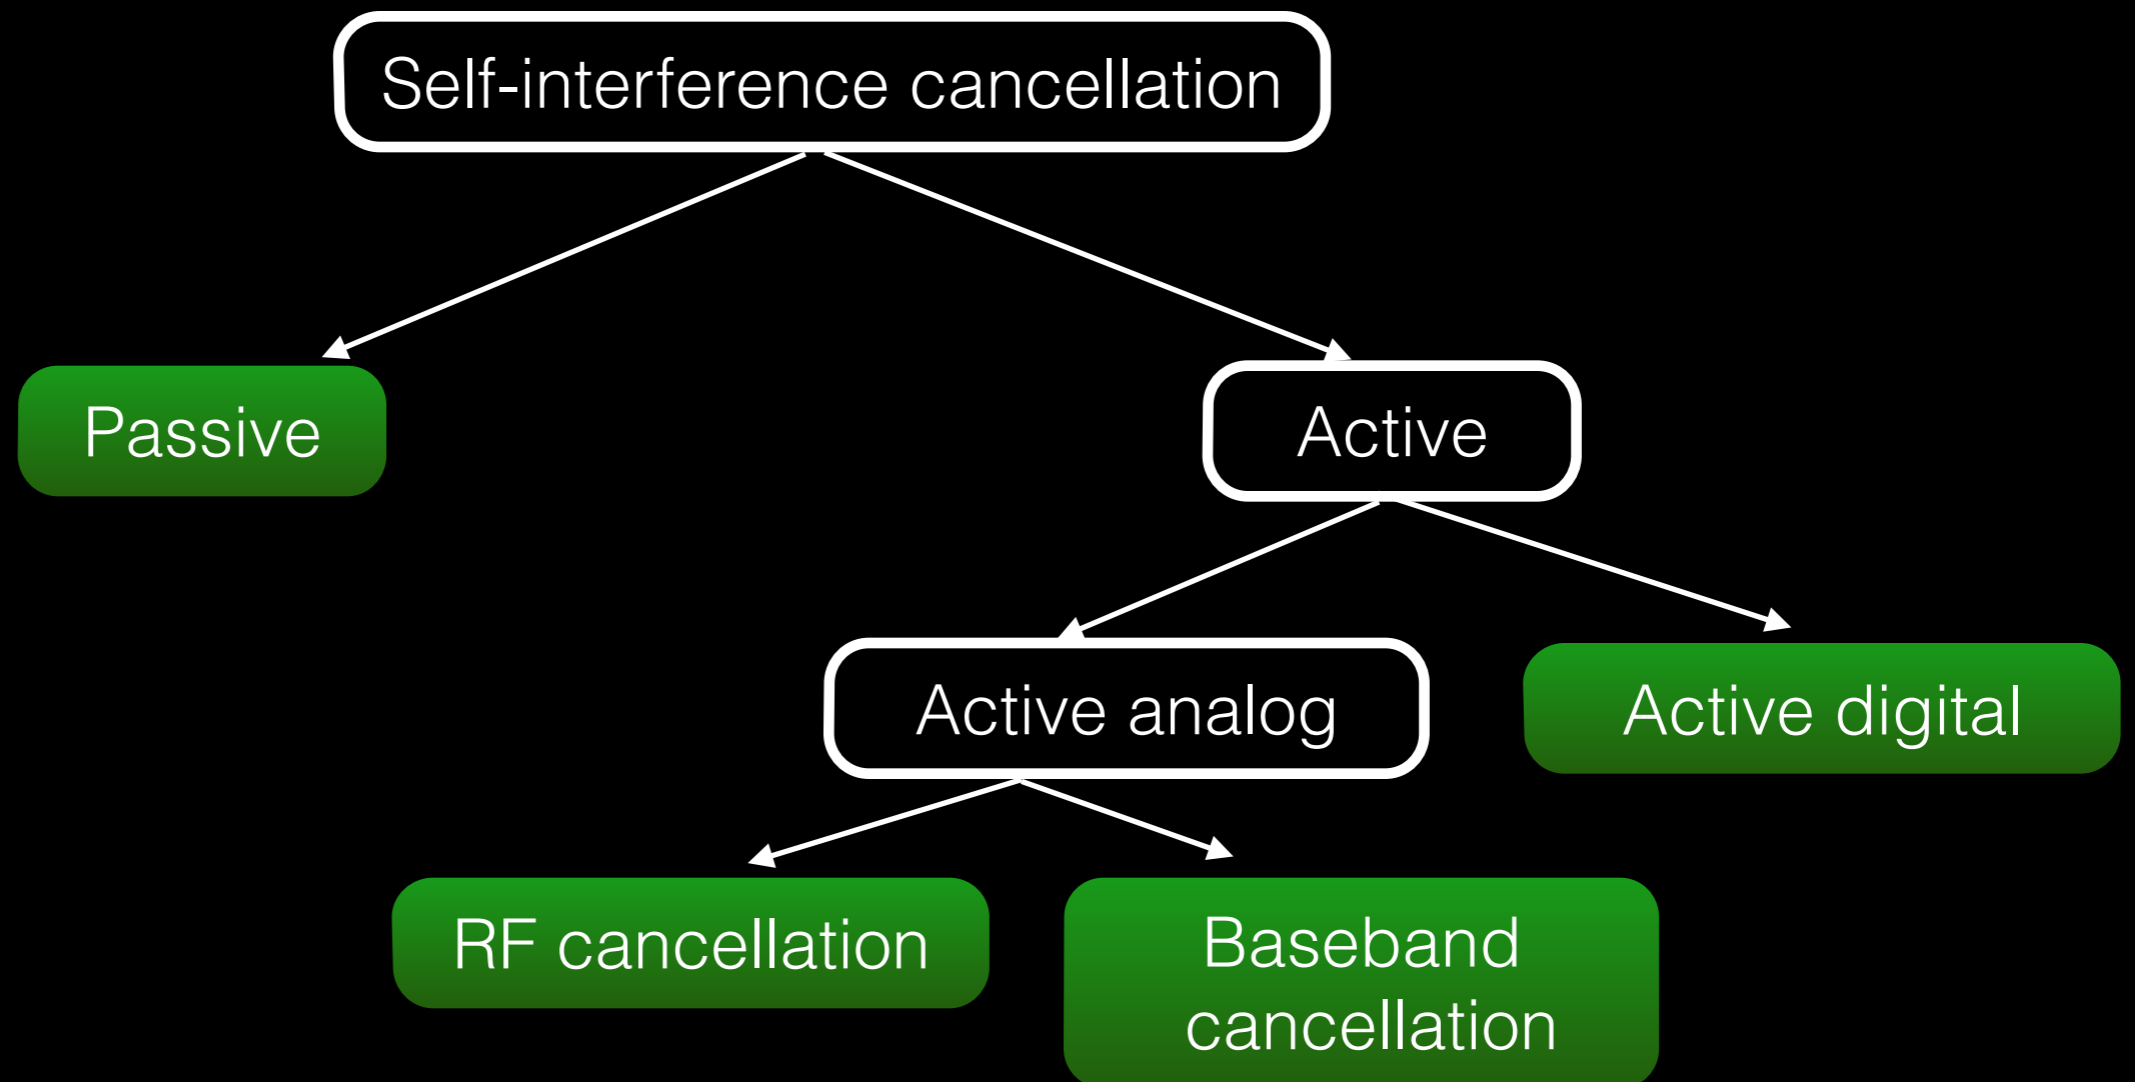 Self-interference cancellation
Passive
Active
Active analog
Active digital
RF cancellation
Baseband
cancellation